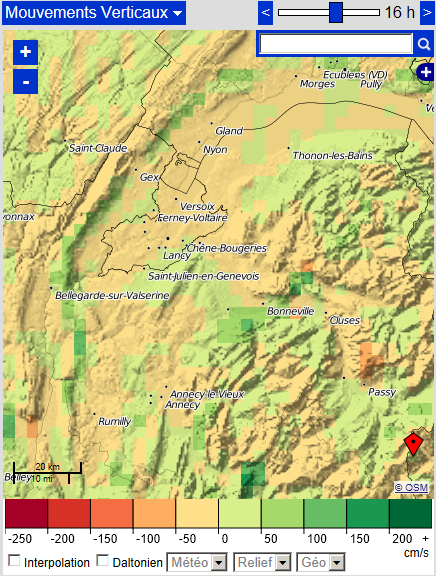 Mouvements Verticaux
<
>
16 h
+
-
+
Ecublens (VD)
Morges
Pully
Gland
Nyon
Saint-Claude
Thonon-les-Bains
Gex
Versoix
yonnax
Ferney-Voltaire
Chêne-Bougeries
Lancy
Saint-Julien-en-Genevois
Bellegarde-sur-Valserine
Bonneville
Cluses
Passy
Annecy-le-Vieux
Annecy
Rumilly
20 km
10 mi
Belley
© OSM
-250 -200 -150 -100 -50 0 50 100 150 200 +
cm/s
Interpolation Daltonien Météo Relief Géo